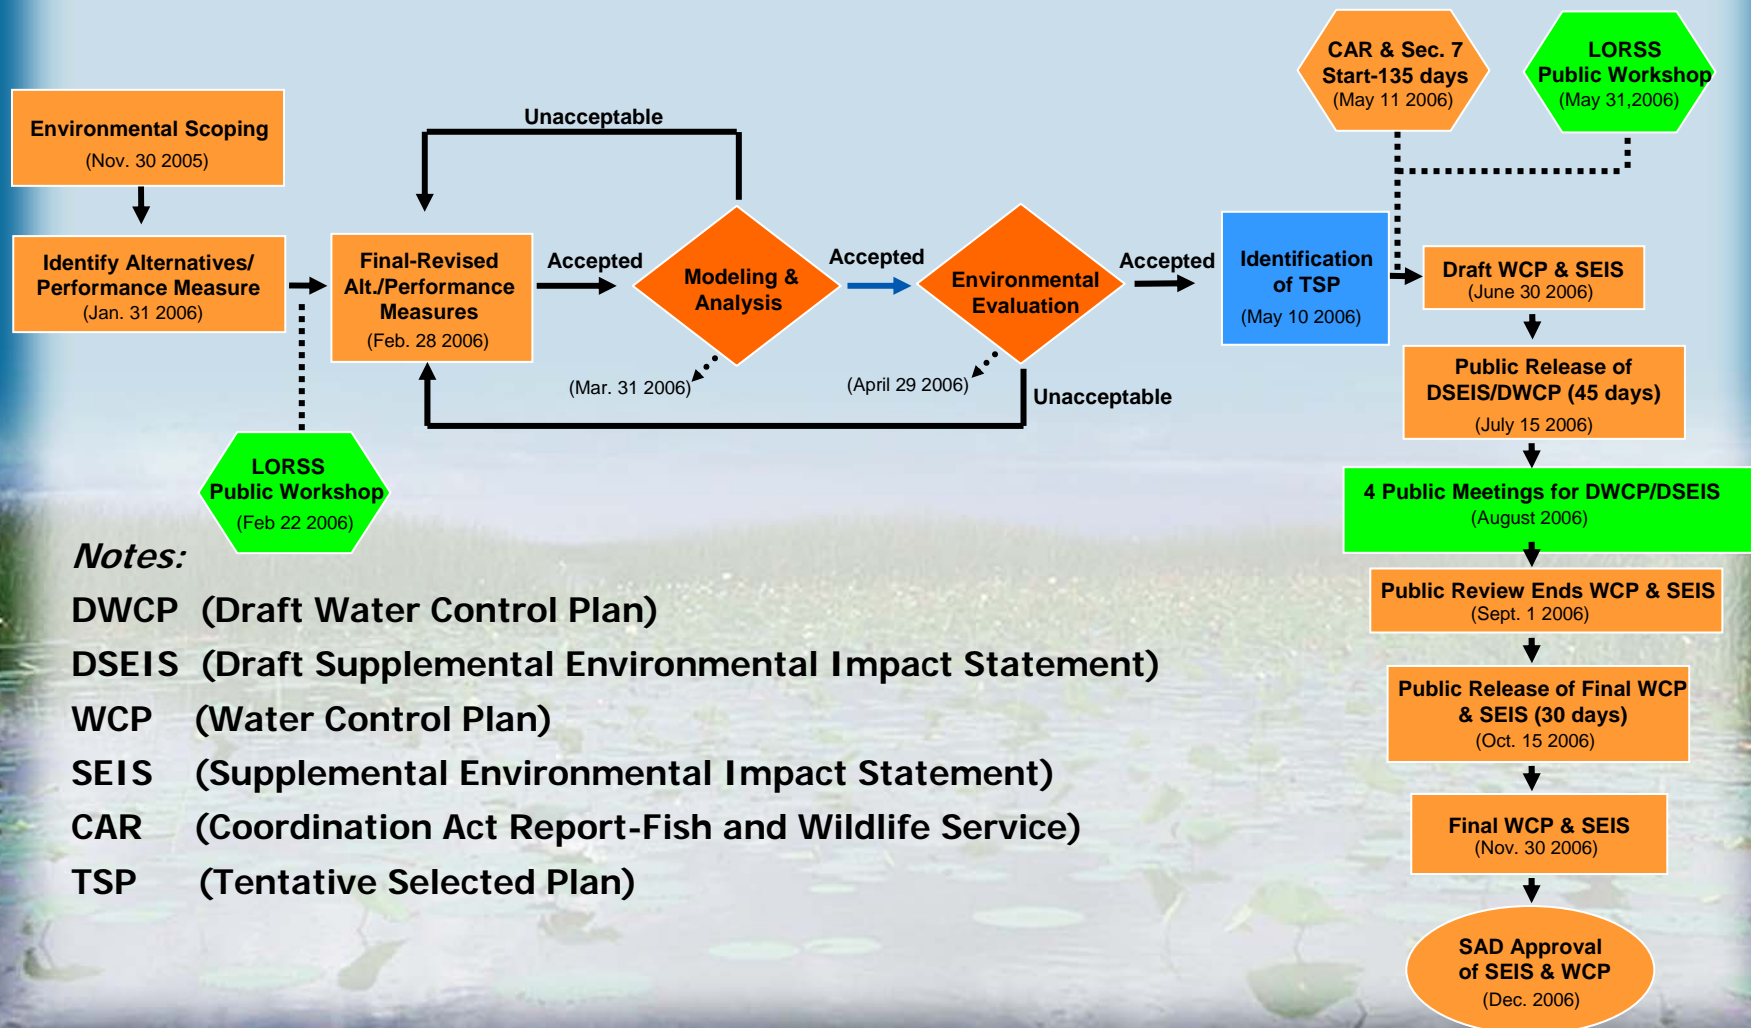 Environmental Scoping
(Nov. 30 2005)
Identify Alternatives/
Performance Measure
(Jan. 31 2006)
LORSS
Public Workshop
(Feb 22 2006)
Unacceptable
Final-Revised
Alt./Performance
Measures
(Feb. 28 2006)
Accepted
Modeling &
Analysis
(Mar. 31 2006)
Accepted
Environmental
Evaluation
(April 29 2006)
Unacceptable
Accepted
Identification
of TSP
(May 10 2006)
CAR & Sec. 7
Start-135 days
(May 11 2006)
LORSS
Public Workshop
(May 31,2006)
Draft WCP & SEIS
(June 30 2006)
Public Release of
DSEIS/DWCP (45 days)
(July 15 2006)
4 Public Meetings for DWCP/DSEIS
(August 2006)
Public Review Ends WCP & SEIS
(Sept. 1 2006)
Public Release of Final WCP
& SEIS (30 days)
(Oct. 15 2006)
Final WCP & SEIS
(Nov. 30 2006)
SAD Approval
of SEIS & WCP
(Dec. 2006)
Notes:
DWCP (Draft Water Control Plan)
DSEIS (Draft Supplemental Environmental Impact Statement)
WCP (Water Control Plan)
SEIS (Supplemental Environmental Impact Statement)
CAR (Coordination Act Report-Fish and Wildlife Service)
TSP (Tentative Selected Plan)